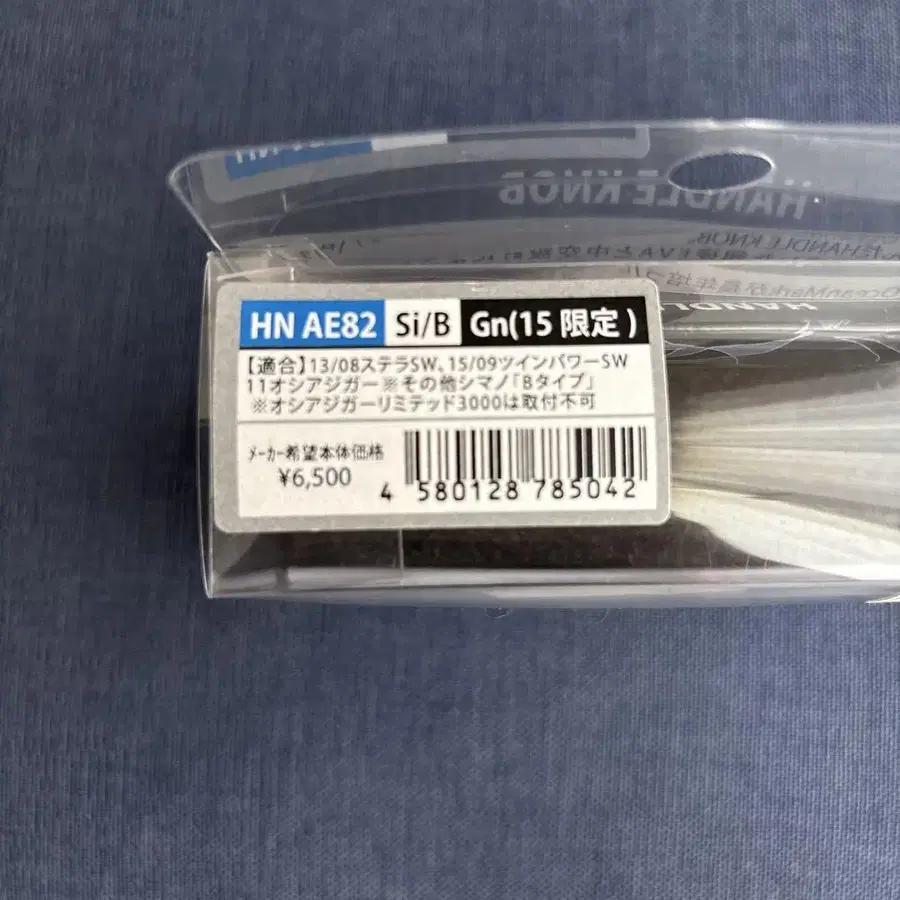 HANDLE KNOB
HN AE82 Si/B Gn(15 限定)
【適合】13/08ステラSW、15/09ツインパワーSW
11オシアジガー※その他シマノ「Bタイプ」
※オシアジガーリミテッド3000は取付不可
メーカー希望本体価格
¥6,500
4 580128 785042